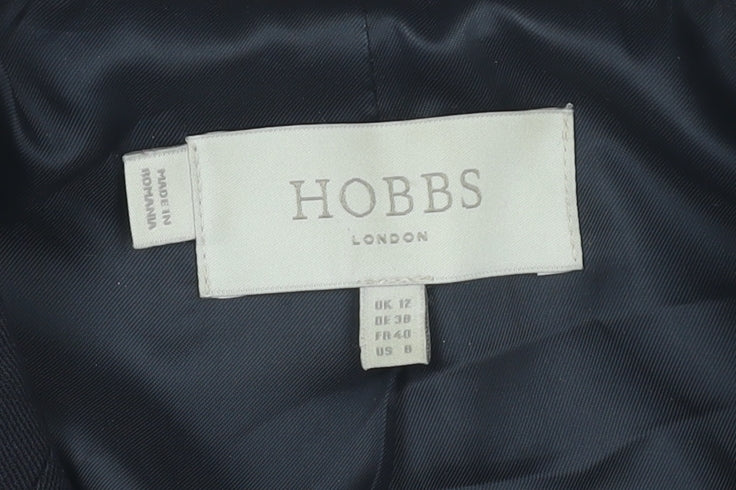 HOBBS
LONDON
MADE IN
ROMANIA
UK 12
DE 38
FR 40
US 8